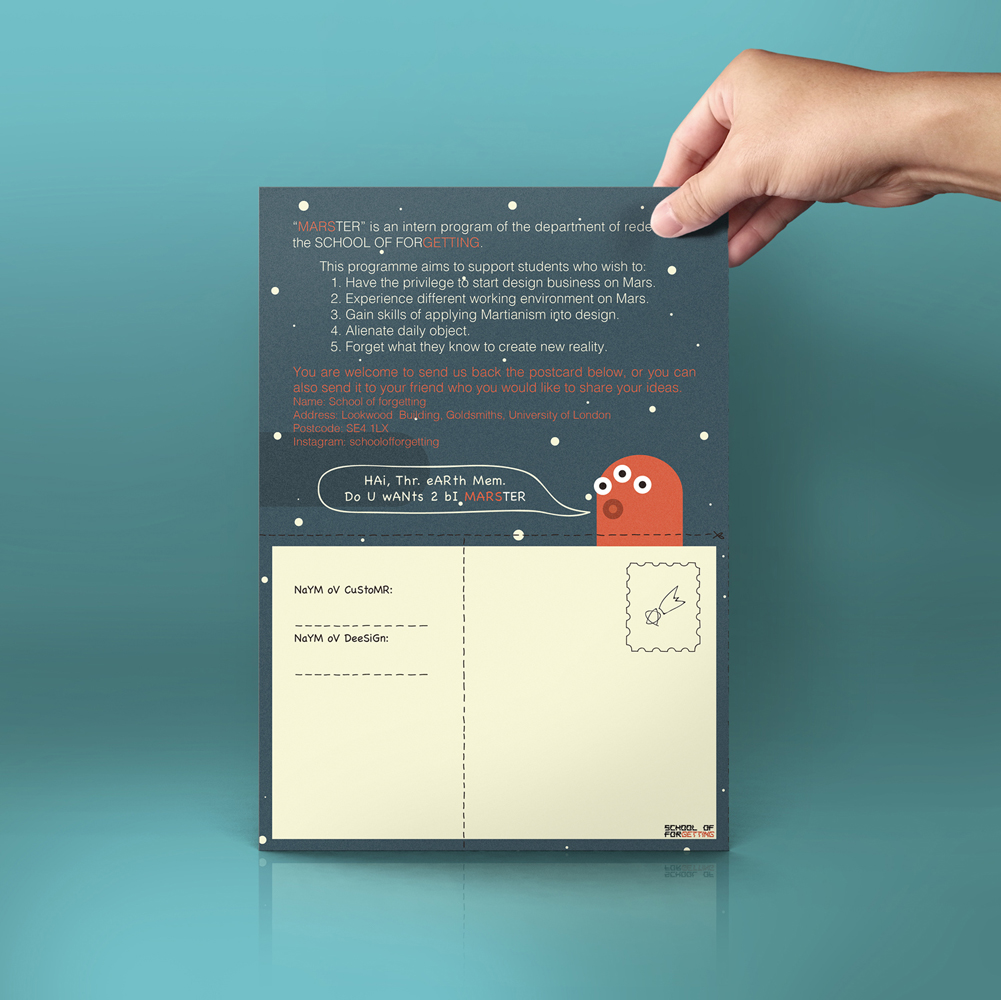 “MARSTER” is an intern program of the department of rede
the SCHOOL OF FORGETTING.
This programme aims to support students who wish to:
1. Have the privilege to start design business on Mars.
2. Experience different working environment on Mars.
3. Gain skills of applying Martianism into design.
4. Alienate daily object.
5. Forget what they know to create new reality.
You are welcome to send us back the postcard below, or you can
also send it to your friend who you would like to share your ideas.
Name: School of forgetting
Address: Lookwood Building, Goldsmiths, University of London
Postcode: SE4 1LX
Instagram: schoolofforgetting
HAi, Thr. eARth Mem.
Do U wANts 2 bI MARSTER
NaYM oV CuStoMR:
NaYM oV DeeSiGn:
SCHOOL OF
FORGETTING